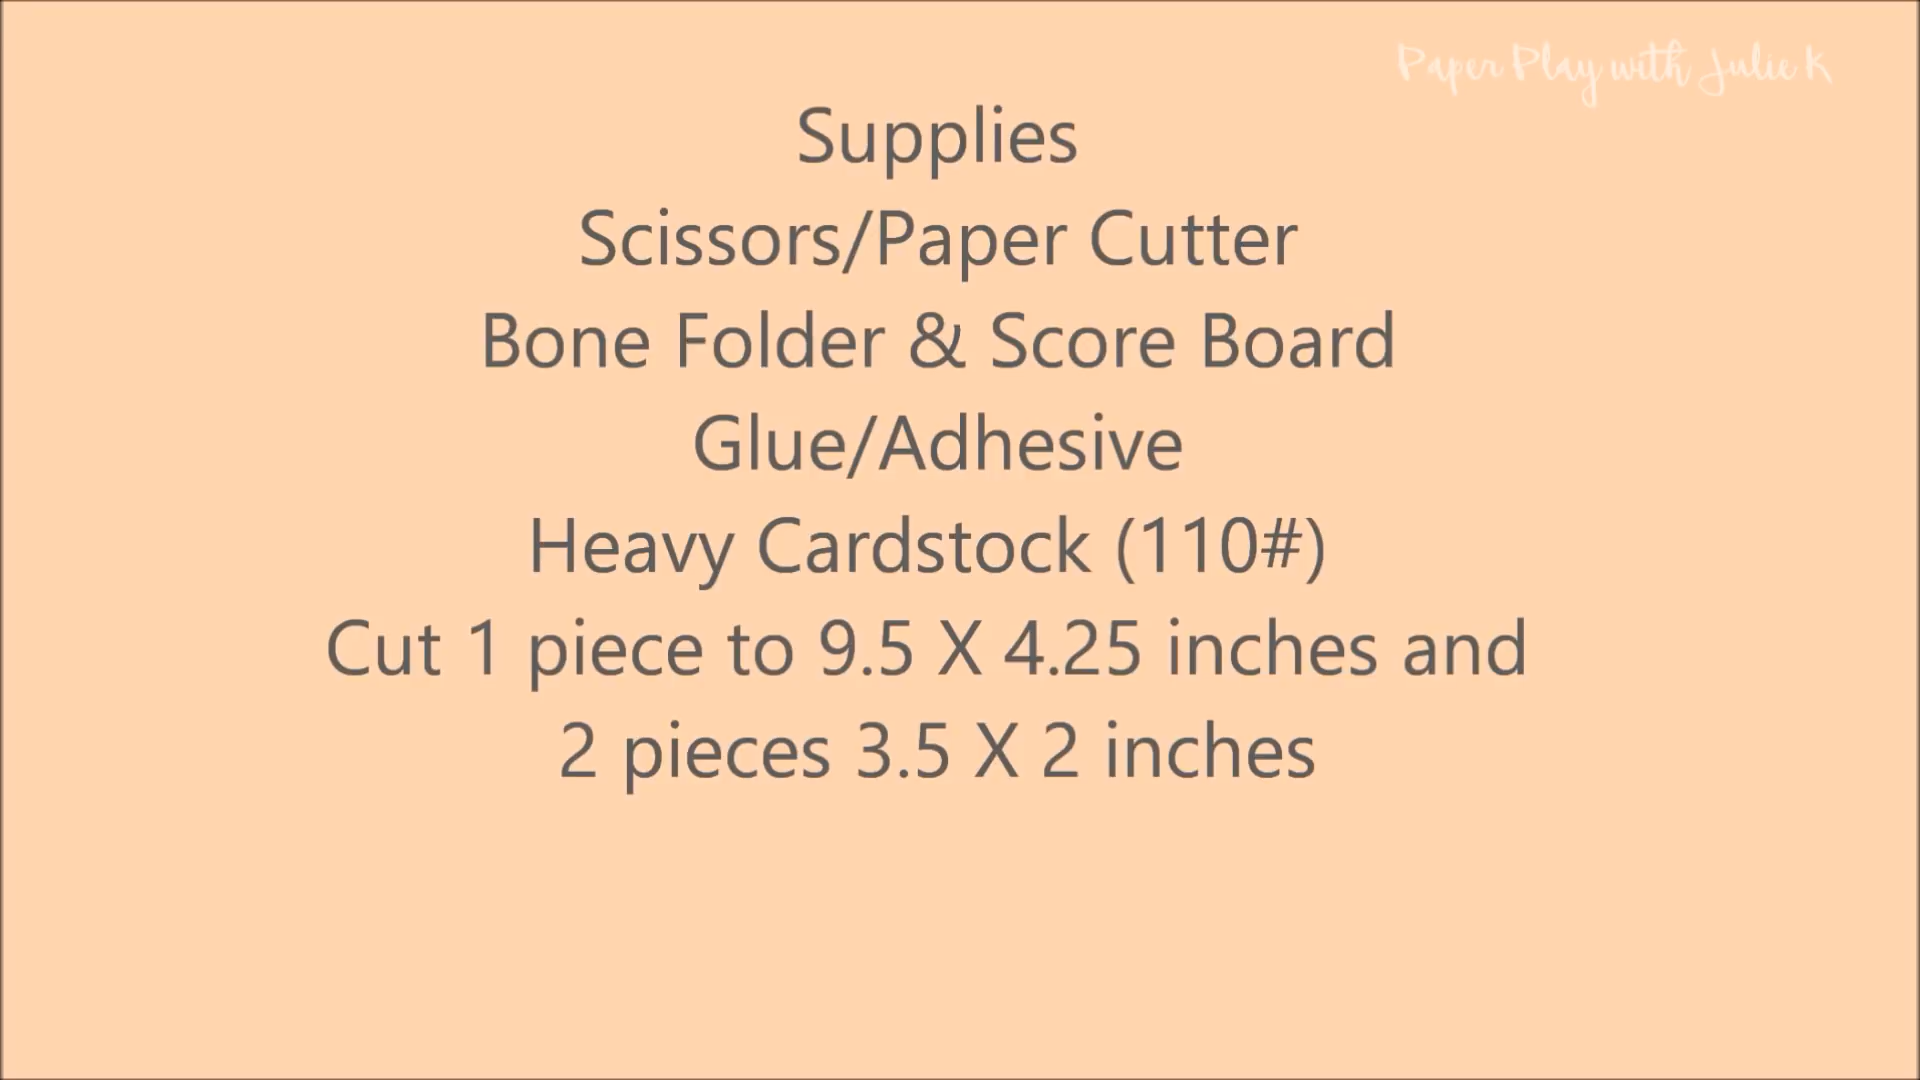 Paper Play with Julie K
Supplies
Scissors/Paper Cutter
Bone Folder & Score Board
Glue/Adhesive
Heavy Cardstock (110#)
Cut 1 piece to 9.5 X 4.25 inches and
2 pieces 3.5 X 2 inches